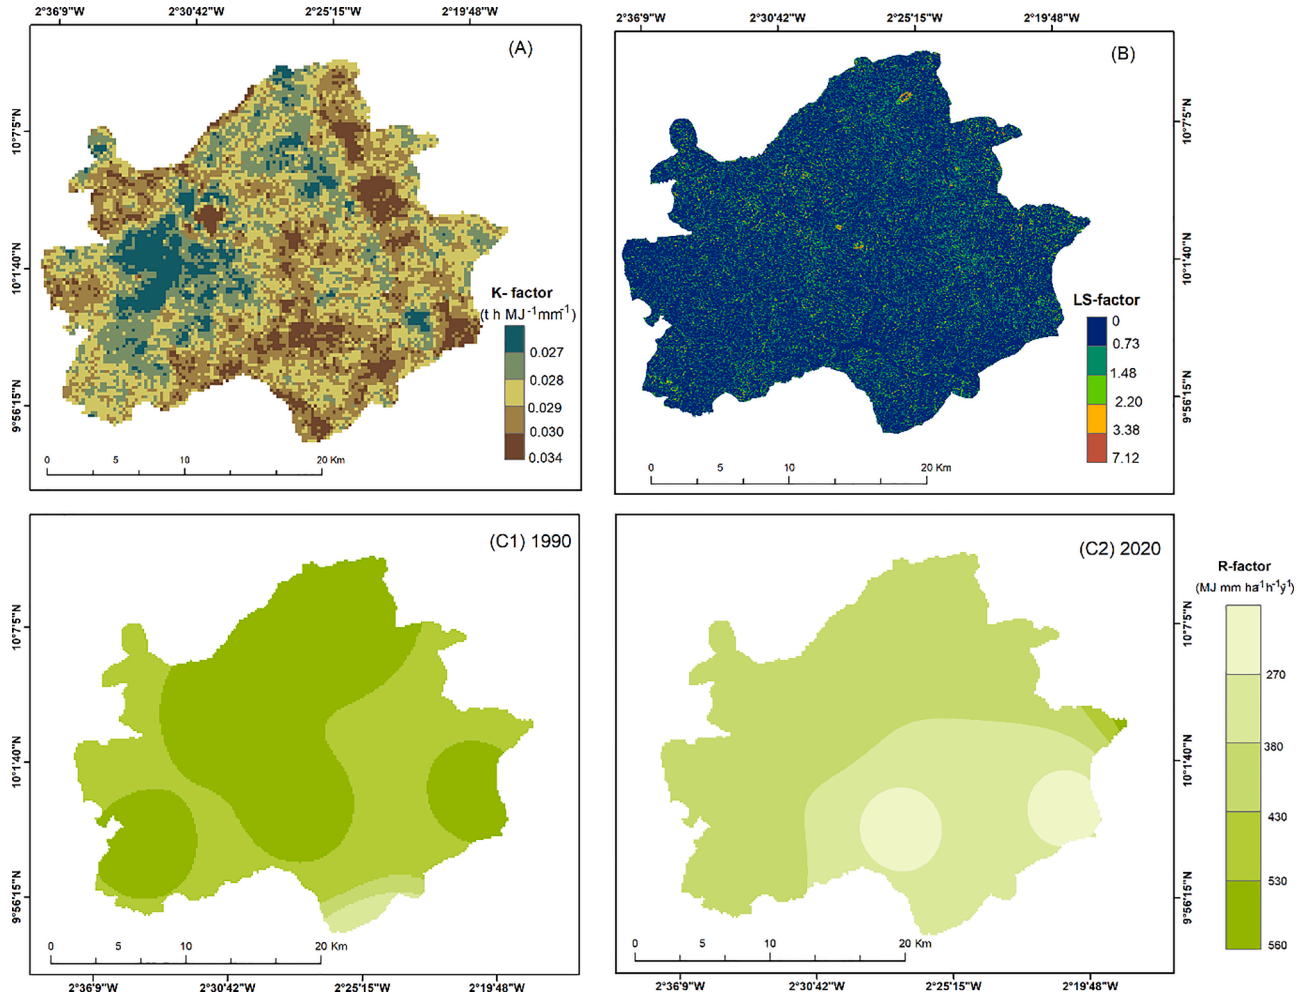 2°36'9"W 2°30'42"W 2°25'15"W 2°19'48"W
2°36'9"W 2°30'42"W 2°25'15"W 2°19'48"W
(A)
(B)
10°7'5"N
10°1'40"N
9°56'15"N
10°7'5"N
10°1'40"N
9°56'15"N
K- factor
(t h MJ⁻¹mm⁻¹)
0.027
0.028
0.029
0.030
0.034
LS-factor
0
0.73
1.48
2.20
3.38
7.12
0 5 10 20 Km
0 5 10 20 Km
(C1) 1990
(C2) 2020
10°7'5"N
10°1'40"N
9°56'15"N
10°7'5"N
10°1'40"N
9°56'15"N
R-factor
(MJ mm ha⁻¹h⁻¹y⁻¹)
270
380
430
530
560
0 5 10 20 Km
0 5 10 20 Km
2°36'9"W 2°30'42"W 2°25'15"W 2°19'48"W
2°36'9"W 2°30'42"W 2°25'15"W 2°19'48"W